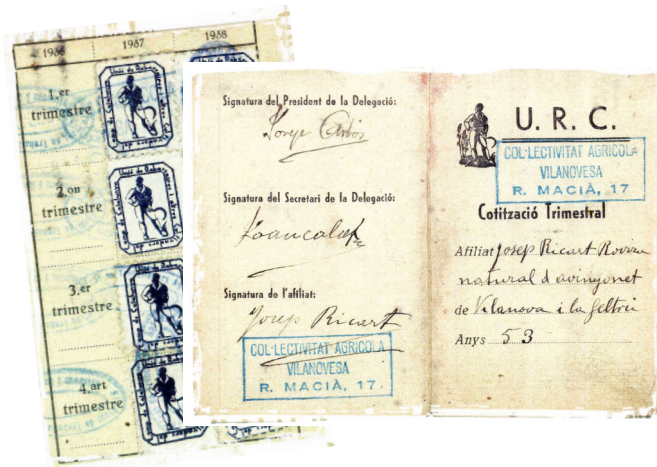 1936 1937 1938
1.er
trimestre
2.on
trimestre
3.er
trimestre
4.art
trimestre
Signatura del President de la Delegació:
Josep
Signatura del Secretari de la Delegació:
Signatura de l'afiliat:
Josep Ricart
COL·LECTIVITAT AGRICOLA
VILANOVESA
R. MACIÀ, 17.
U. R. C.
COL·LECTIVITAT AGRICOLA
VILANOVESA
R. MACIÀ, 17
Cotització Trimestral
Afiliat Josep Ricart Rovira
natural d avinyonet
de Vilanova i la Geltrú
Anys 53